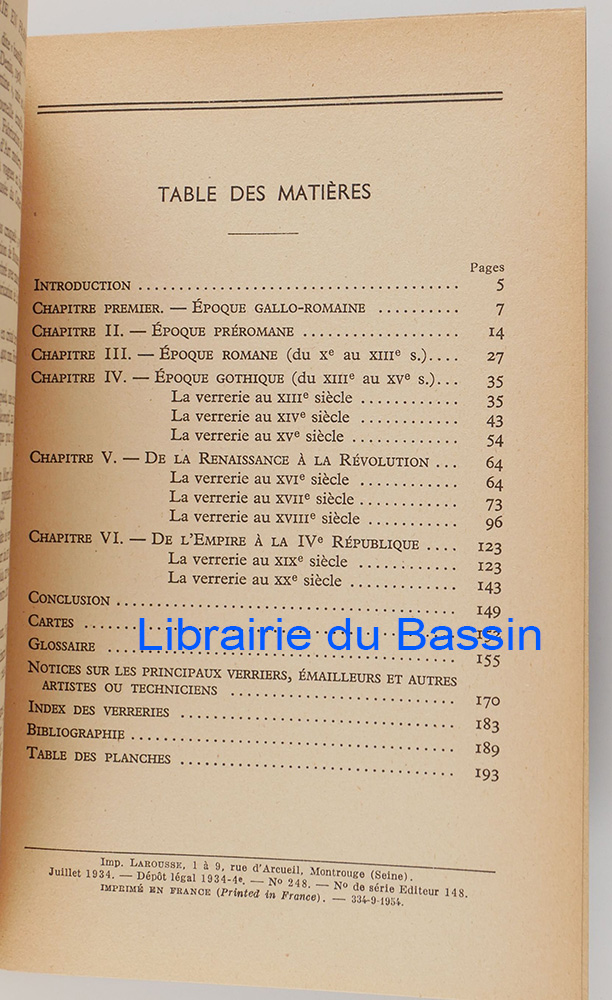 TABLE DES MATIÈRES
Pages
INTRODUCTION ........................................ 5
CHAPITRE PREMIER. — ÉPOQUE GALLO-ROMAINE .......... 7
CHAPITRE II. — ÉPOQUE PRÉROMANE .................... 14
CHAPITRE III. — ÉPOQUE ROMANE (du Xe au XIIIe s.).... 27
CHAPITRE IV. — ÉPOQUE GOTHIQUE (du XIIIe au XVe s.)... 35
La verrerie au XIIIe siècle ............ 35
La verrerie au XIVe siècle ............ 43
La verrerie au XVe siècle ............. 54
CHAPITRE V. — DE LA RENAISSANCE À LA RÉVOLUTION ... 64
La verrerie au XVIe siècle ............ 64
La verrerie au XVIIe siècle ............ 73
La verrerie au XVIIIe siècle ........... 96
CHAPITRE VI. — DE L'EMPIRE À LA IVe RÉPUBLIQUE .... 123
La verrerie au XIXe siècle ............ 123
La verrerie au XXe siècle ............. 143
CONCLUSION .......................................... 149
CARTES
Librairie du Bassin
GLOSSAIRE ........................................... 155
NOTICES SUR LES PRINCIPAUX VERRIERS, ÉMAILLEURS ET AUTRES
ARTISTES OU TECHNICIENS ............................ 170
INDEX DES VERRERIES ................................. 183
BIBLIOGRAPHIE ........................................ 189
TABLE DES PLANCHES .................................. 193
Imp. LAROUSSE, 1 à 9, rue d'Arcueil, Montrouge (Seine).
Juillet 1934. — Dépôt légal 1934-4e. — No 248. — No de série Editeur 148.
IMPRIMÉ EN FRANCE (Printed in France). — 334-9-1954.